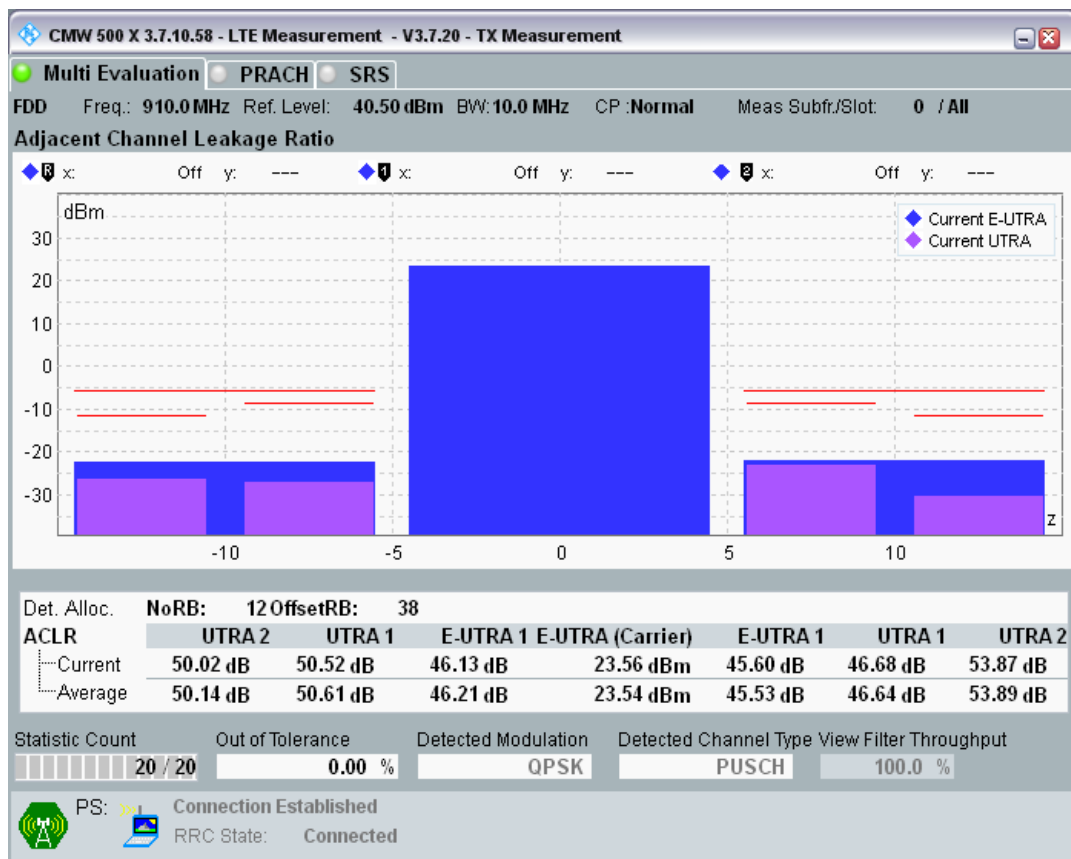 CMW 500 X 3.7.10.58 - LTE Measurement - V3.7.20 - TX Measurement
Multi Evaluation PRACH SRS
FDD Freq.: 910.0 MHz Ref. Level: 40.50 dBm BW: 10.0 MHz CP :Normal Meas Subfr./Slot: 0 / All
Adjacent Channel Leakage Ratio
R x: Off y: --- 1 x: Off y: --- 2 x: Off y: ---
dBm
Current E-UTRA
Current UTRA
30
20
10
0
-10
-20
-30
z
-10 -5 0 5 10
Det. Alloc. NoRB: 12 OffsetRB: 38
ACLR UTRA 2 UTRA 1 E-UTRA 1 E-UTRA (Carrier) E-UTRA 1 UTRA 1 UTRA 2
Current 50.02 dB 50.52 dB 46.13 dB 23.56 dBm 45.60 dB 46.68 dB 53.87 dB
Average 50.14 dB 50.61 dB 46.21 dB 23.54 dBm 45.53 dB 46.64 dB 53.89 dB
Statistic Count Out of Tolerance Detected Modulation Detected Channel Type View Filter Throughput
20 / 20 0.00 % QPSK PUSCH 100.0 %
PS: Connection Established
RRC State: Connected